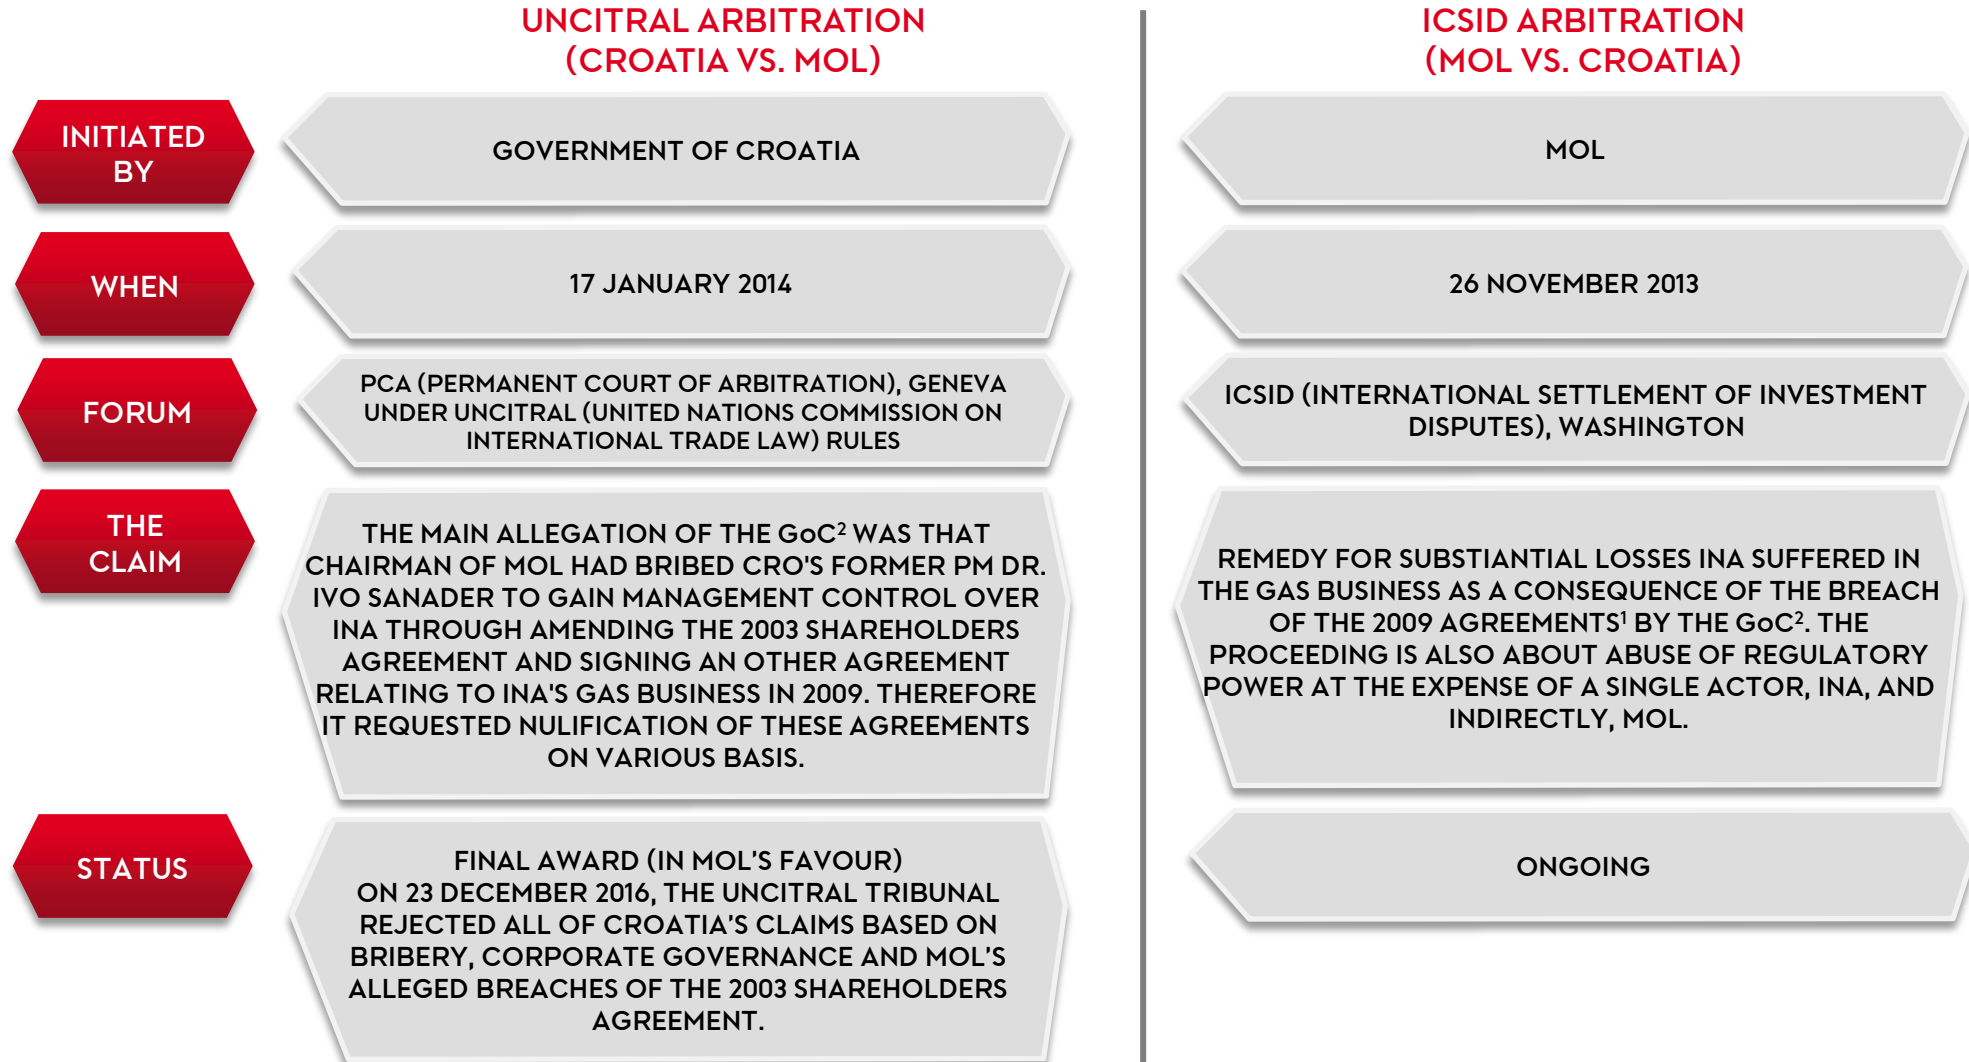 UNCITRAL ARBITRATION
(CROATIA VS. MOL)
ICSID ARBITRATION
(MOL VS. CROATIA)
INITIATED
BY
GOVERNMENT OF CROATIA
MOL
WHEN
17 JANUARY 2014
26 NOVEMBER 2013
FORUM
PCA (PERMANENT COURT OF ARBITRATION), GENEVA
UNDER UNCITRAL (UNITED NATIONS COMMISSION ON
INTERNATIONAL TRADE LAW) RULES
ICSID (INTERNATIONAL SETTLEMENT OF INVESTMENT
DISPUTES), WASHINGTON
THE
CLAIM
THE MAIN ALLEGATION OF THE GoC² WAS THAT
CHAIRMAN OF MOL HAD BRIBED CRO'S FORMER PM DR.
IVO SANADER TO GAIN MANAGEMENT CONTROL OVER
INA THROUGH AMENDING THE 2003 SHAREHOLDERS
AGREEMENT AND SIGNING AN OTHER AGREEMENT
RELATING TO INA'S GAS BUSINESS IN 2009. THEREFORE
IT REQUESTED NULIFICATION OF THESE AGREEMENTS
ON VARIOUS BASIS.
REMEDY FOR SUBSTIANTIAL LOSSES INA SUFFERED IN
THE GAS BUSINESS AS A CONSEQUENCE OF THE BREACH
OF THE 2009 AGREEMENTS¹ BY THE GoC². THE
PROCEEDING IS ALSO ABOUT ABUSE OF REGULATORY
POWER AT THE EXPENSE OF A SINGLE ACTOR, INA, AND
INDIRECTLY, MOL.
STATUS
FINAL AWARD (IN MOL'S FAVOUR)
ON 23 DECEMBER 2016, THE UNCITRAL TRIBUNAL
REJECTED ALL OF CROATIA'S CLAIMS BASED ON
BRIBERY, CORPORATE GOVERNANCE AND MOL'S
ALLEGED BREACHES OF THE 2003 SHAREHOLDERS
AGREEMENT.
ONGOING